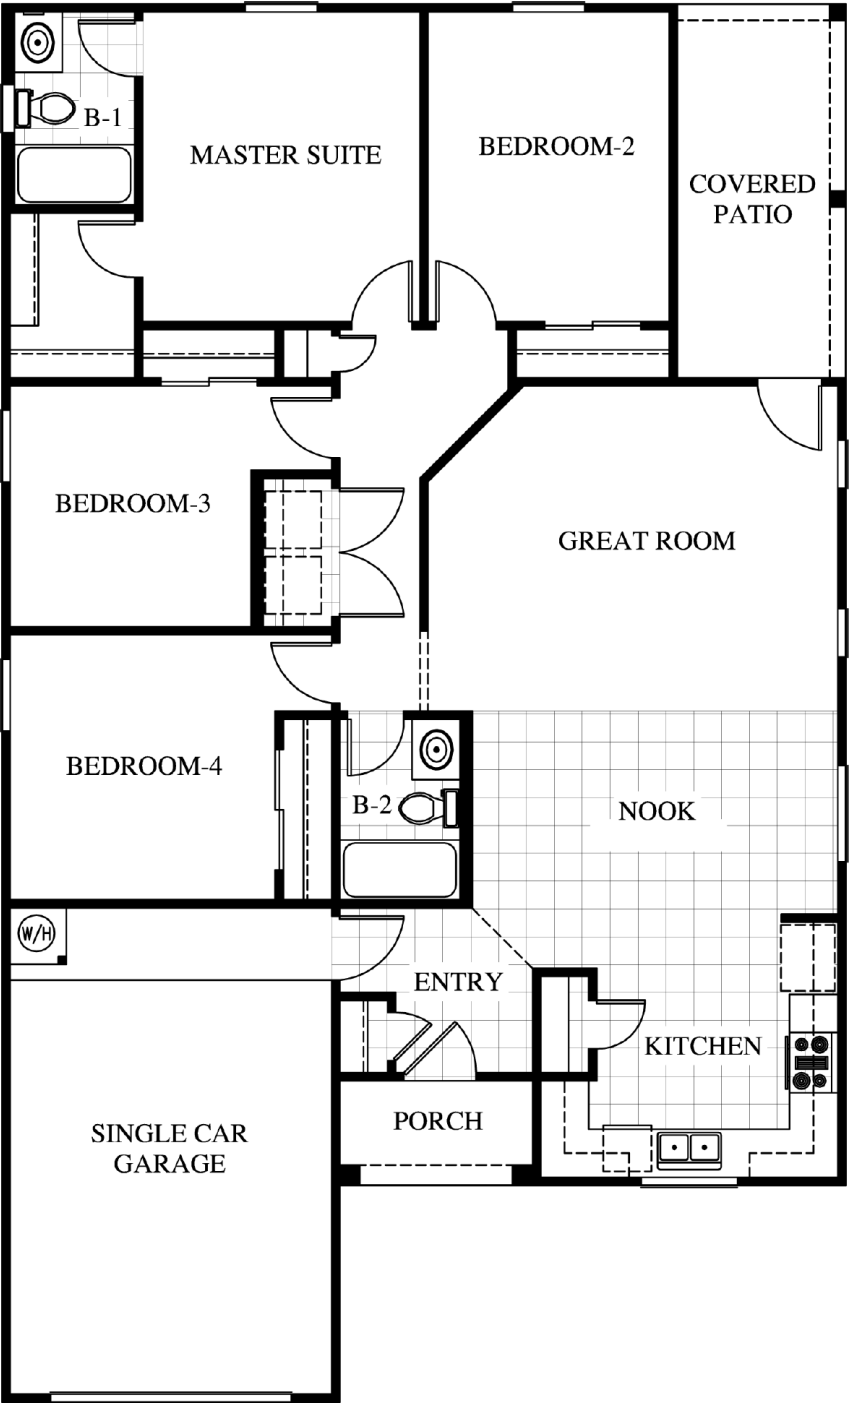 B-1
MASTER SUITE
BEDROOM-2
COVERED
PATIO
BEDROOM-3
GREAT ROOM
BEDROOM-4
B-2
NOOK
W/H
ENTRY
KITCHEN
PORCH
SINGLE CAR
GARAGE